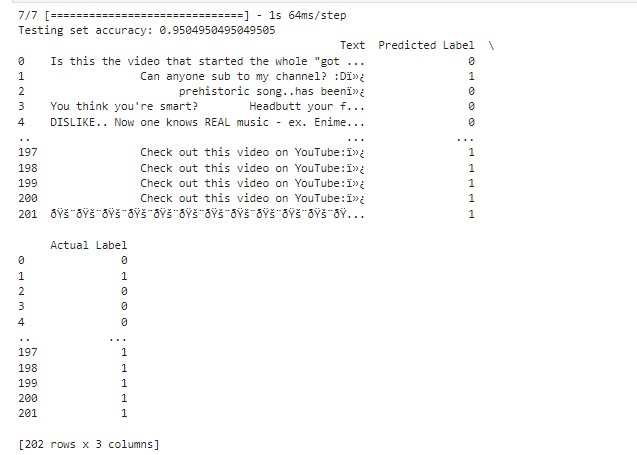 7/7 [==============================] - 1s 64ms/step
Testing set accuracy: 0.9504950495049505
Text  Predicted Label  \
0    Is this the video that started the whole "got ...                0
1    Can anyone sub to my channel? :Dï»¿                1
2    prehistoric song..has beenï»¿                0
3    You think you're smart?       Headbutt your f...                0
4    DISLIKE.. Now one knows REAL music - ex. Enime...                0
..    ...              ...
197    Check out this video on YouTube:ï»¿                1
198    Check out this video on YouTube:ï»¿                1
199    Check out this video on YouTube:ï»¿                1
200    Check out this video on YouTube:ï»¿                1
201  ðŸš¨ðŸš¨ðŸš¨ðŸš¨ðŸš¨ðŸš¨ðŸš¨ðŸš¨ðŸš¨ðŸš¨ðŸš¨ðŸ...                1
Actual Label
0               0
1               1
2               0
3               0
4               0
..            ...
197             1
198             1
199             1
200             1
201             1
[202 rows x 3 columns]